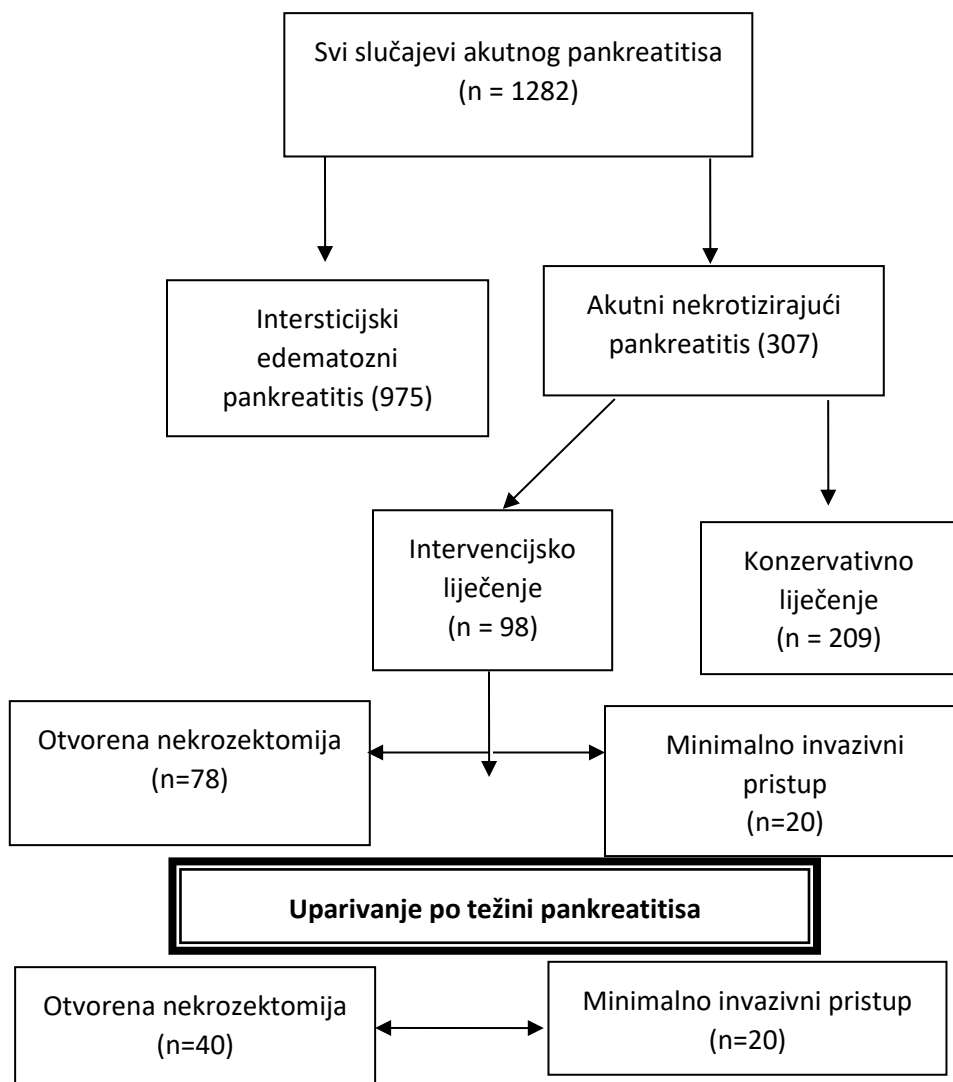 Svi slučajevi akutnog pankreatitisa
(n = 1282)
Intersticijski
edematozni
pankreatitis (975)
Akutni nekrotizirajući
pankreatitis (307)
Intervencijsko
liječenje
(n = 98)
Konzervativno
liječenje
(n = 209)
Otvorena nekrozektomija
(n=78)
Minimalno invazivni
pristup
(n=20)
Uparivanje po težini pankreatitisa
Otvorena nekrozektomija
(n=40)
Minimalno invazivni pristup
(n=20)